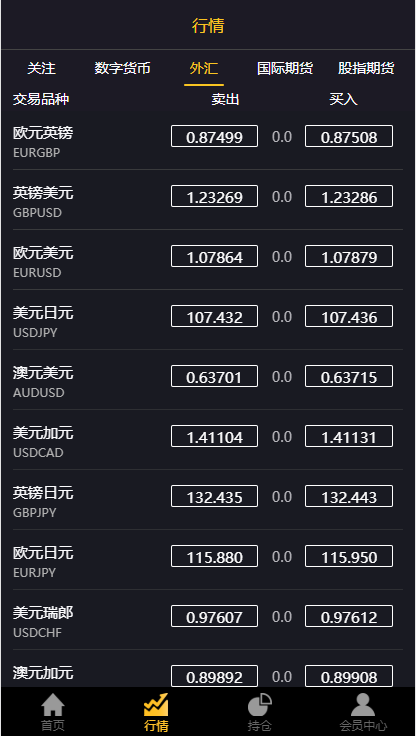 行情
关注 数字货币 外汇 国际期货 股指期货
交易品种 卖出 买入
欧元英镑 0.87499 0.0 0.87508
EURGBP
英镑美元 1.23269 0.0 1.23286
GBPUSD
欧元美元 1.07864 0.0 1.07879
EURUSD
美元日元 107.432 0.0 107.436
USDJPY
澳元美元 0.63701 0.0 0.63715
AUDUSD
美元加元 1.41104 0.0 1.41131
USDCAD
英镑日元 132.435 0.0 132.443
GBPJPY
欧元日元 115.880 0.0 115.950
EURJPY
美元瑞郎 0.97607 0.0 0.97612
USDCHF
澳元加元 0.89892 0.0 0.89908
首页 行情 持仓 会员中心